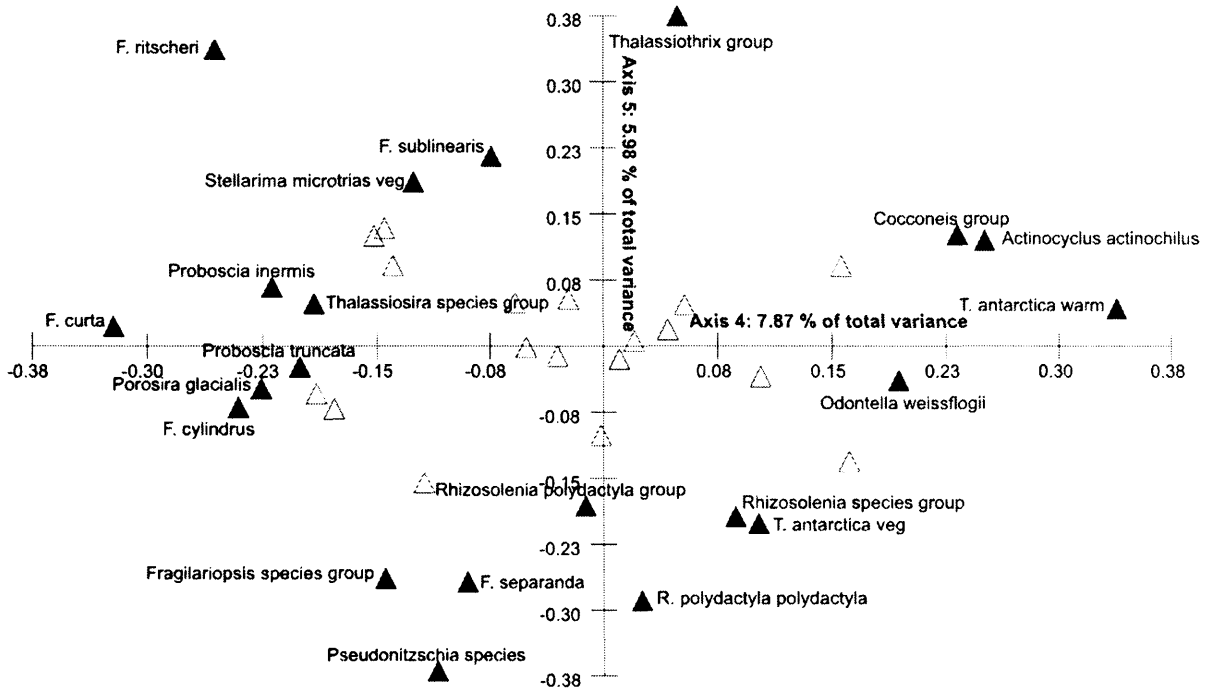 0.38
Thalassiothrix group
F. ritscheri
0.30
Axis 5: 5.98 % of total variance
F. sublinearis
0.23
Stellarima microtrias veg
0.15
Cocconeis group
Actinocyclus actinochilus
Proboscia inermis
0.08
Thalassiosira species group
T. antarctica warm
F. curta
Axis 4: 7.87 % of total variance
Proboscia truncata
-0.38 -0.30 -0.23 -0.15 -0.08 0.08 0.15 0.23 0.30 0.38
Porosira glacialis
Odontella weissflogii
-0.08
F. cylindrus
-0.15
Rhizosolenia polydactyla group
Rhizosolenia species group
T. antarctica veg
-0.23
Fragilariopsis species group
F. separanda
-0.30
R. polydactyla polydactyla
Pseudonitzschia species
-0.38